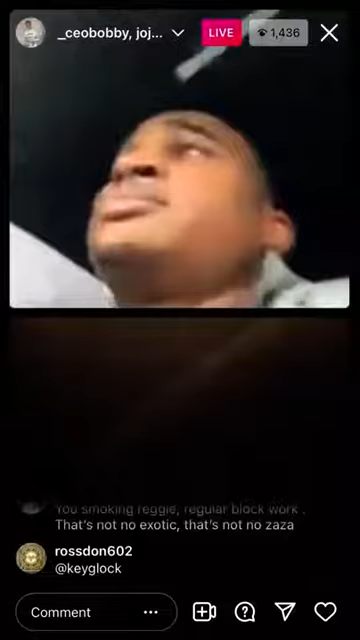 _ceobobby, joj... LIVE 1,436
You smoking reggie, regular block work .
That's not no exotic, that's not no zaza
rossdon602
@keyglock
Comment